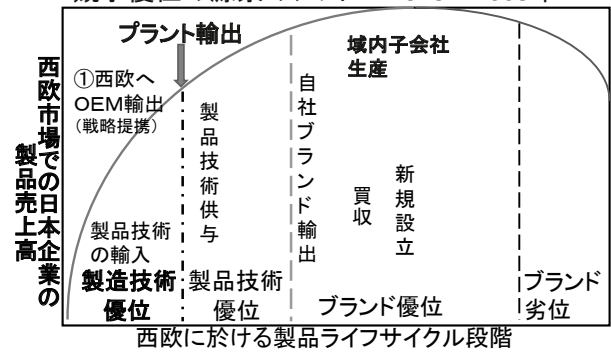 プラント輸出
域内子会社
生産
①西欧へ
OEM輸出
(戦略提携)
製品技術供与
自社ブランド輸出
買収
新規設立
製品技術
の輸入
製造技術
優位
製品技術
優位
ブランド優位
ブランド
劣位
西欧市場での日本企業の
製品売上高
西欧に於ける製品ライフサイクル段階